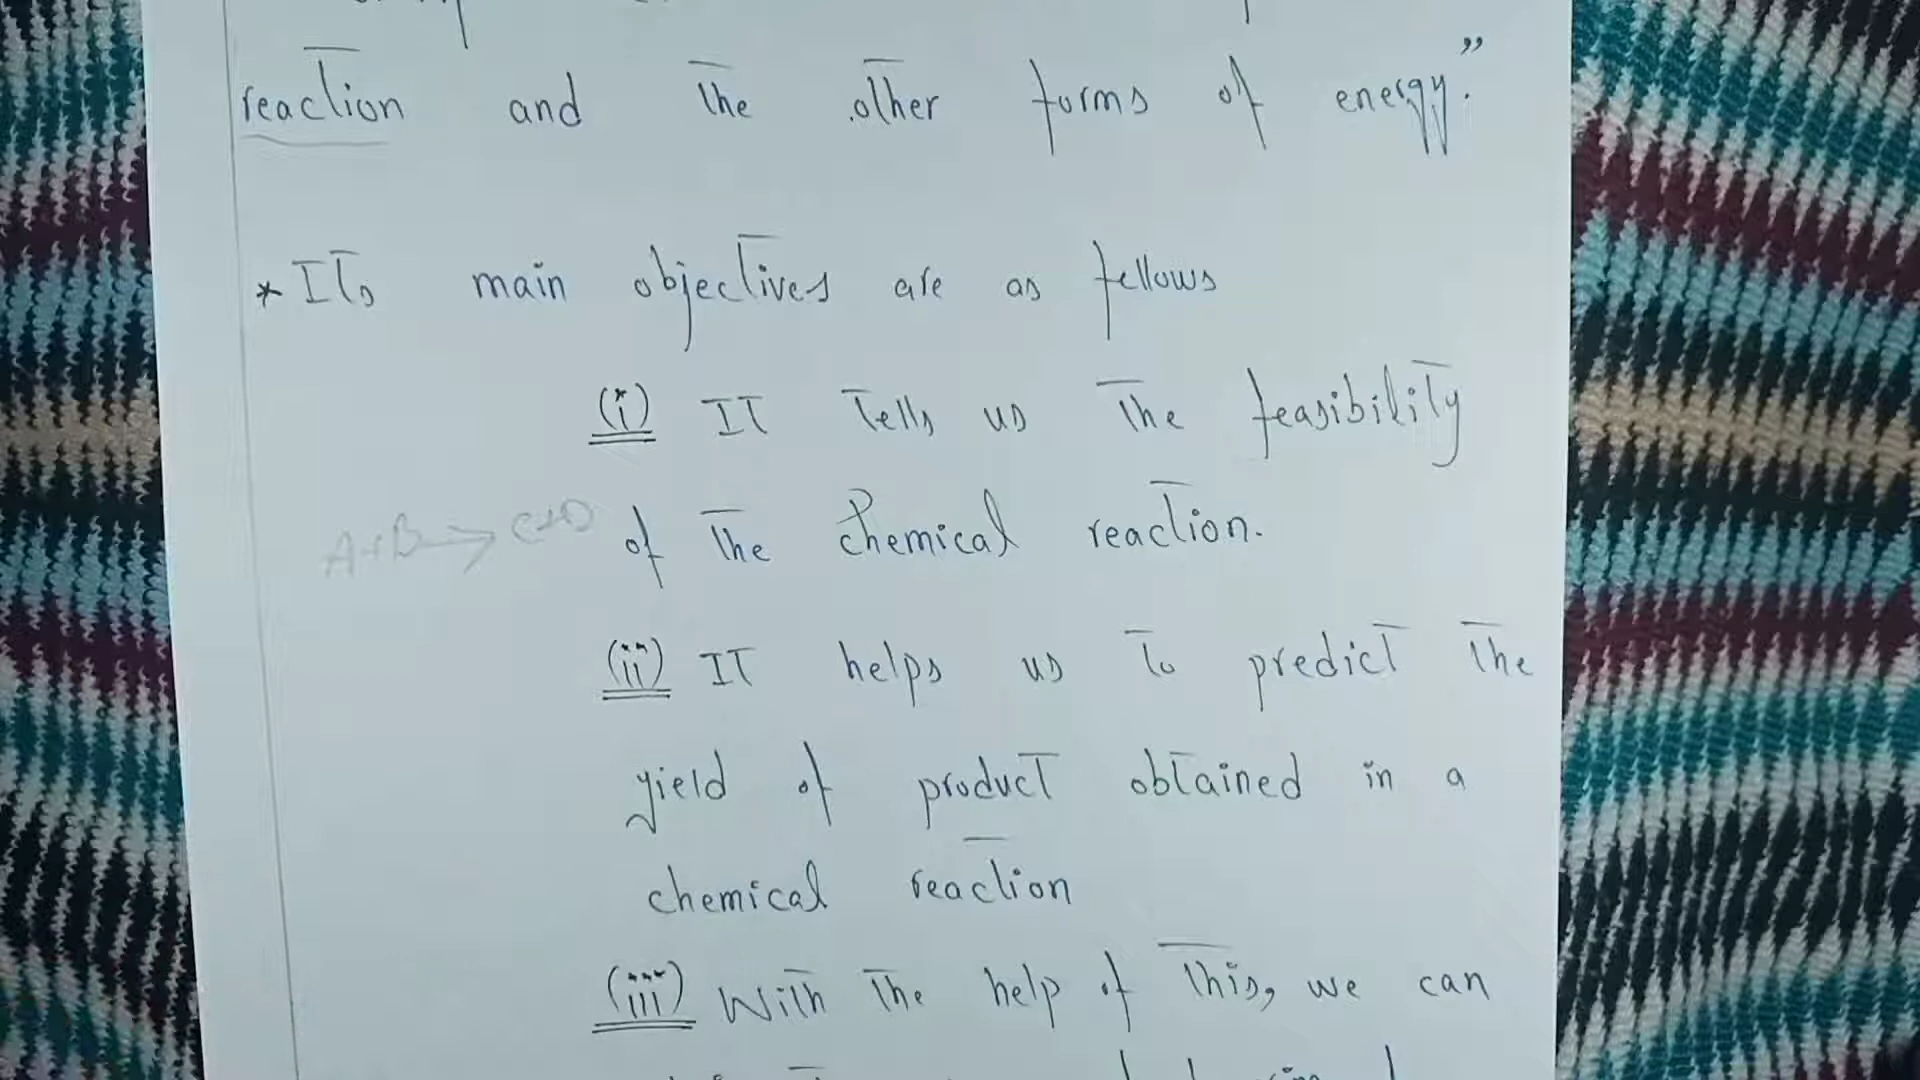 reaction and the other forms of energy."
* Its main objectives are as fellows
(i) It tells us the feasibility
of the chemical reaction.
A+B → C+D
(ii) It helps us to predict the
yield of product obtained in a
chemical reaction
(iii) With the help of this, we can